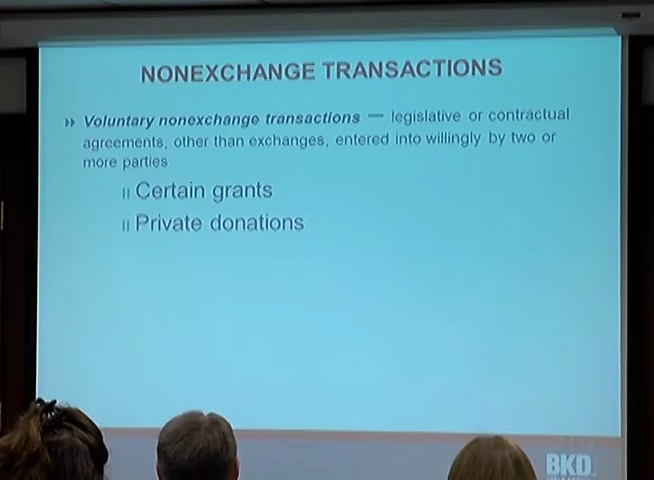 NONEXCHANGE TRANSACTIONS
Voluntary nonexchange transactions — legislative or contractual
agreements, other than exchanges, entered into willingly by two or
more parties
Certain grants
Private donations
BKD